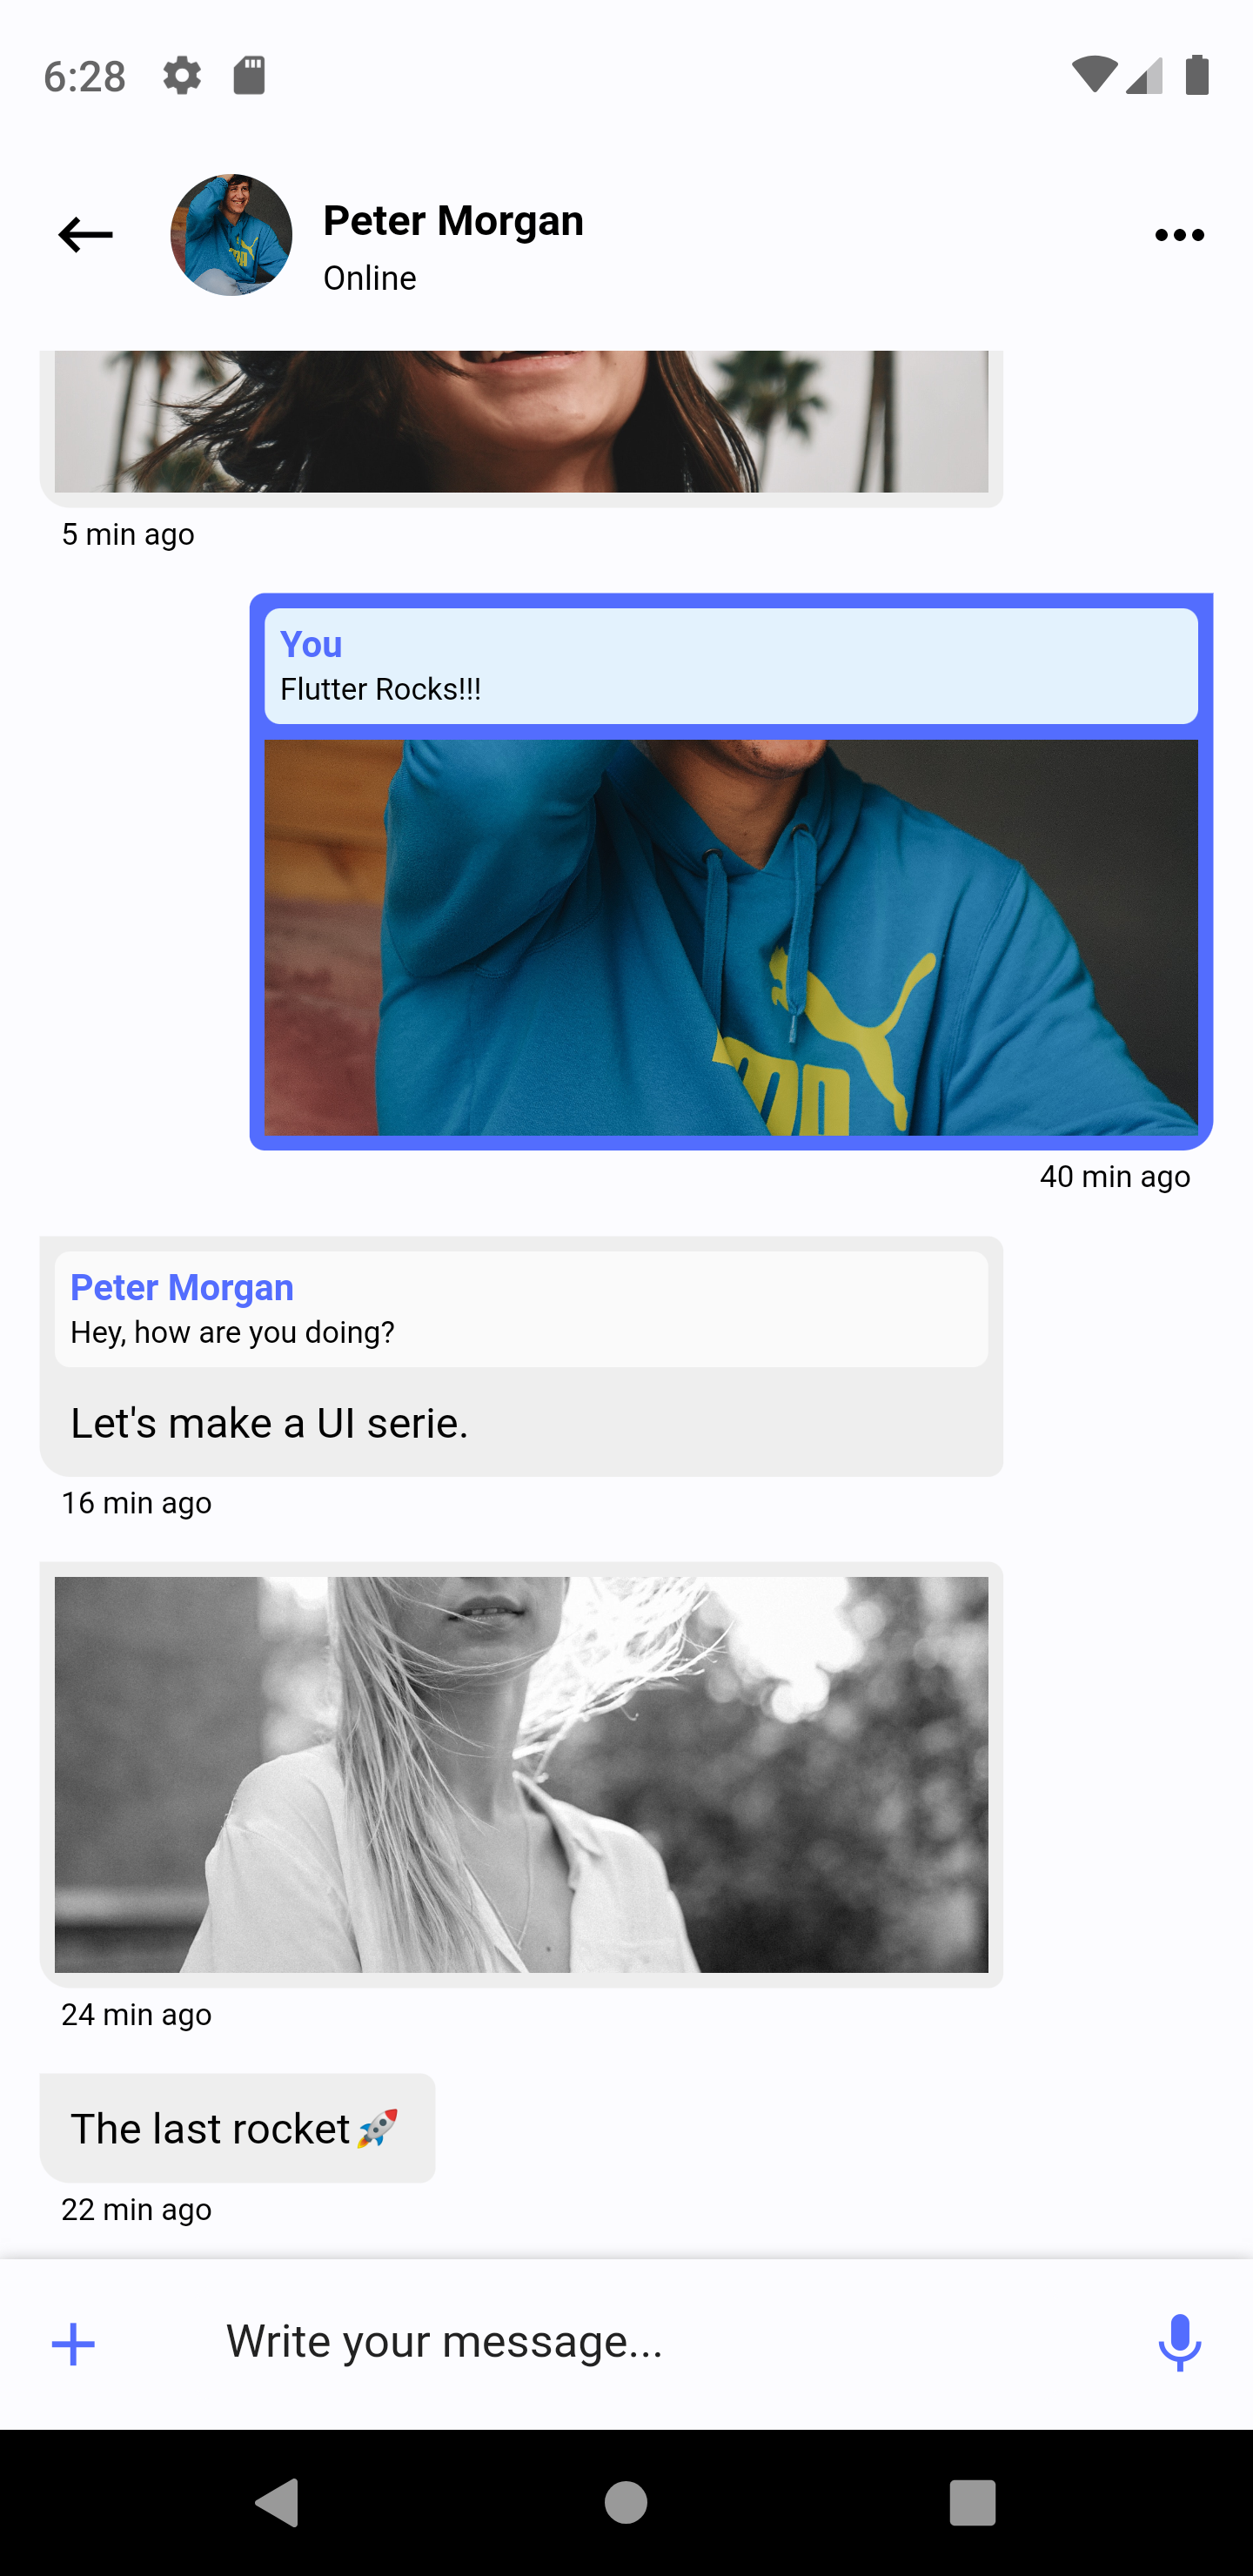 6:28
Peter Morgan
Online
5 min ago
You
Flutter Rocks!!!
40 min ago
Peter Morgan
Hey, how are you doing?
Let's make a UI serie.
16 min ago
24 min ago
The last rocket🚀
22 min ago
Write your message...